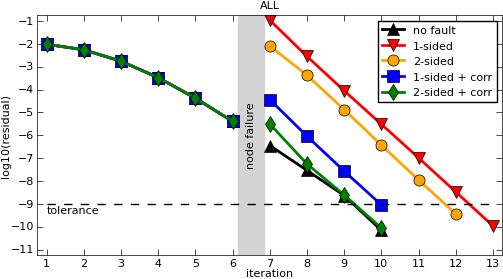 ALL
−1
−2
−3
−4
−5
−6
−7
−8
−9
−10
−11
log10(residual)
no fault
1-sided
2-sided
1-sided + corr
2-sided + corr
node failure
tolerance
1 2 3 4 5 6 7 8 9 10 11 12 13
iteration